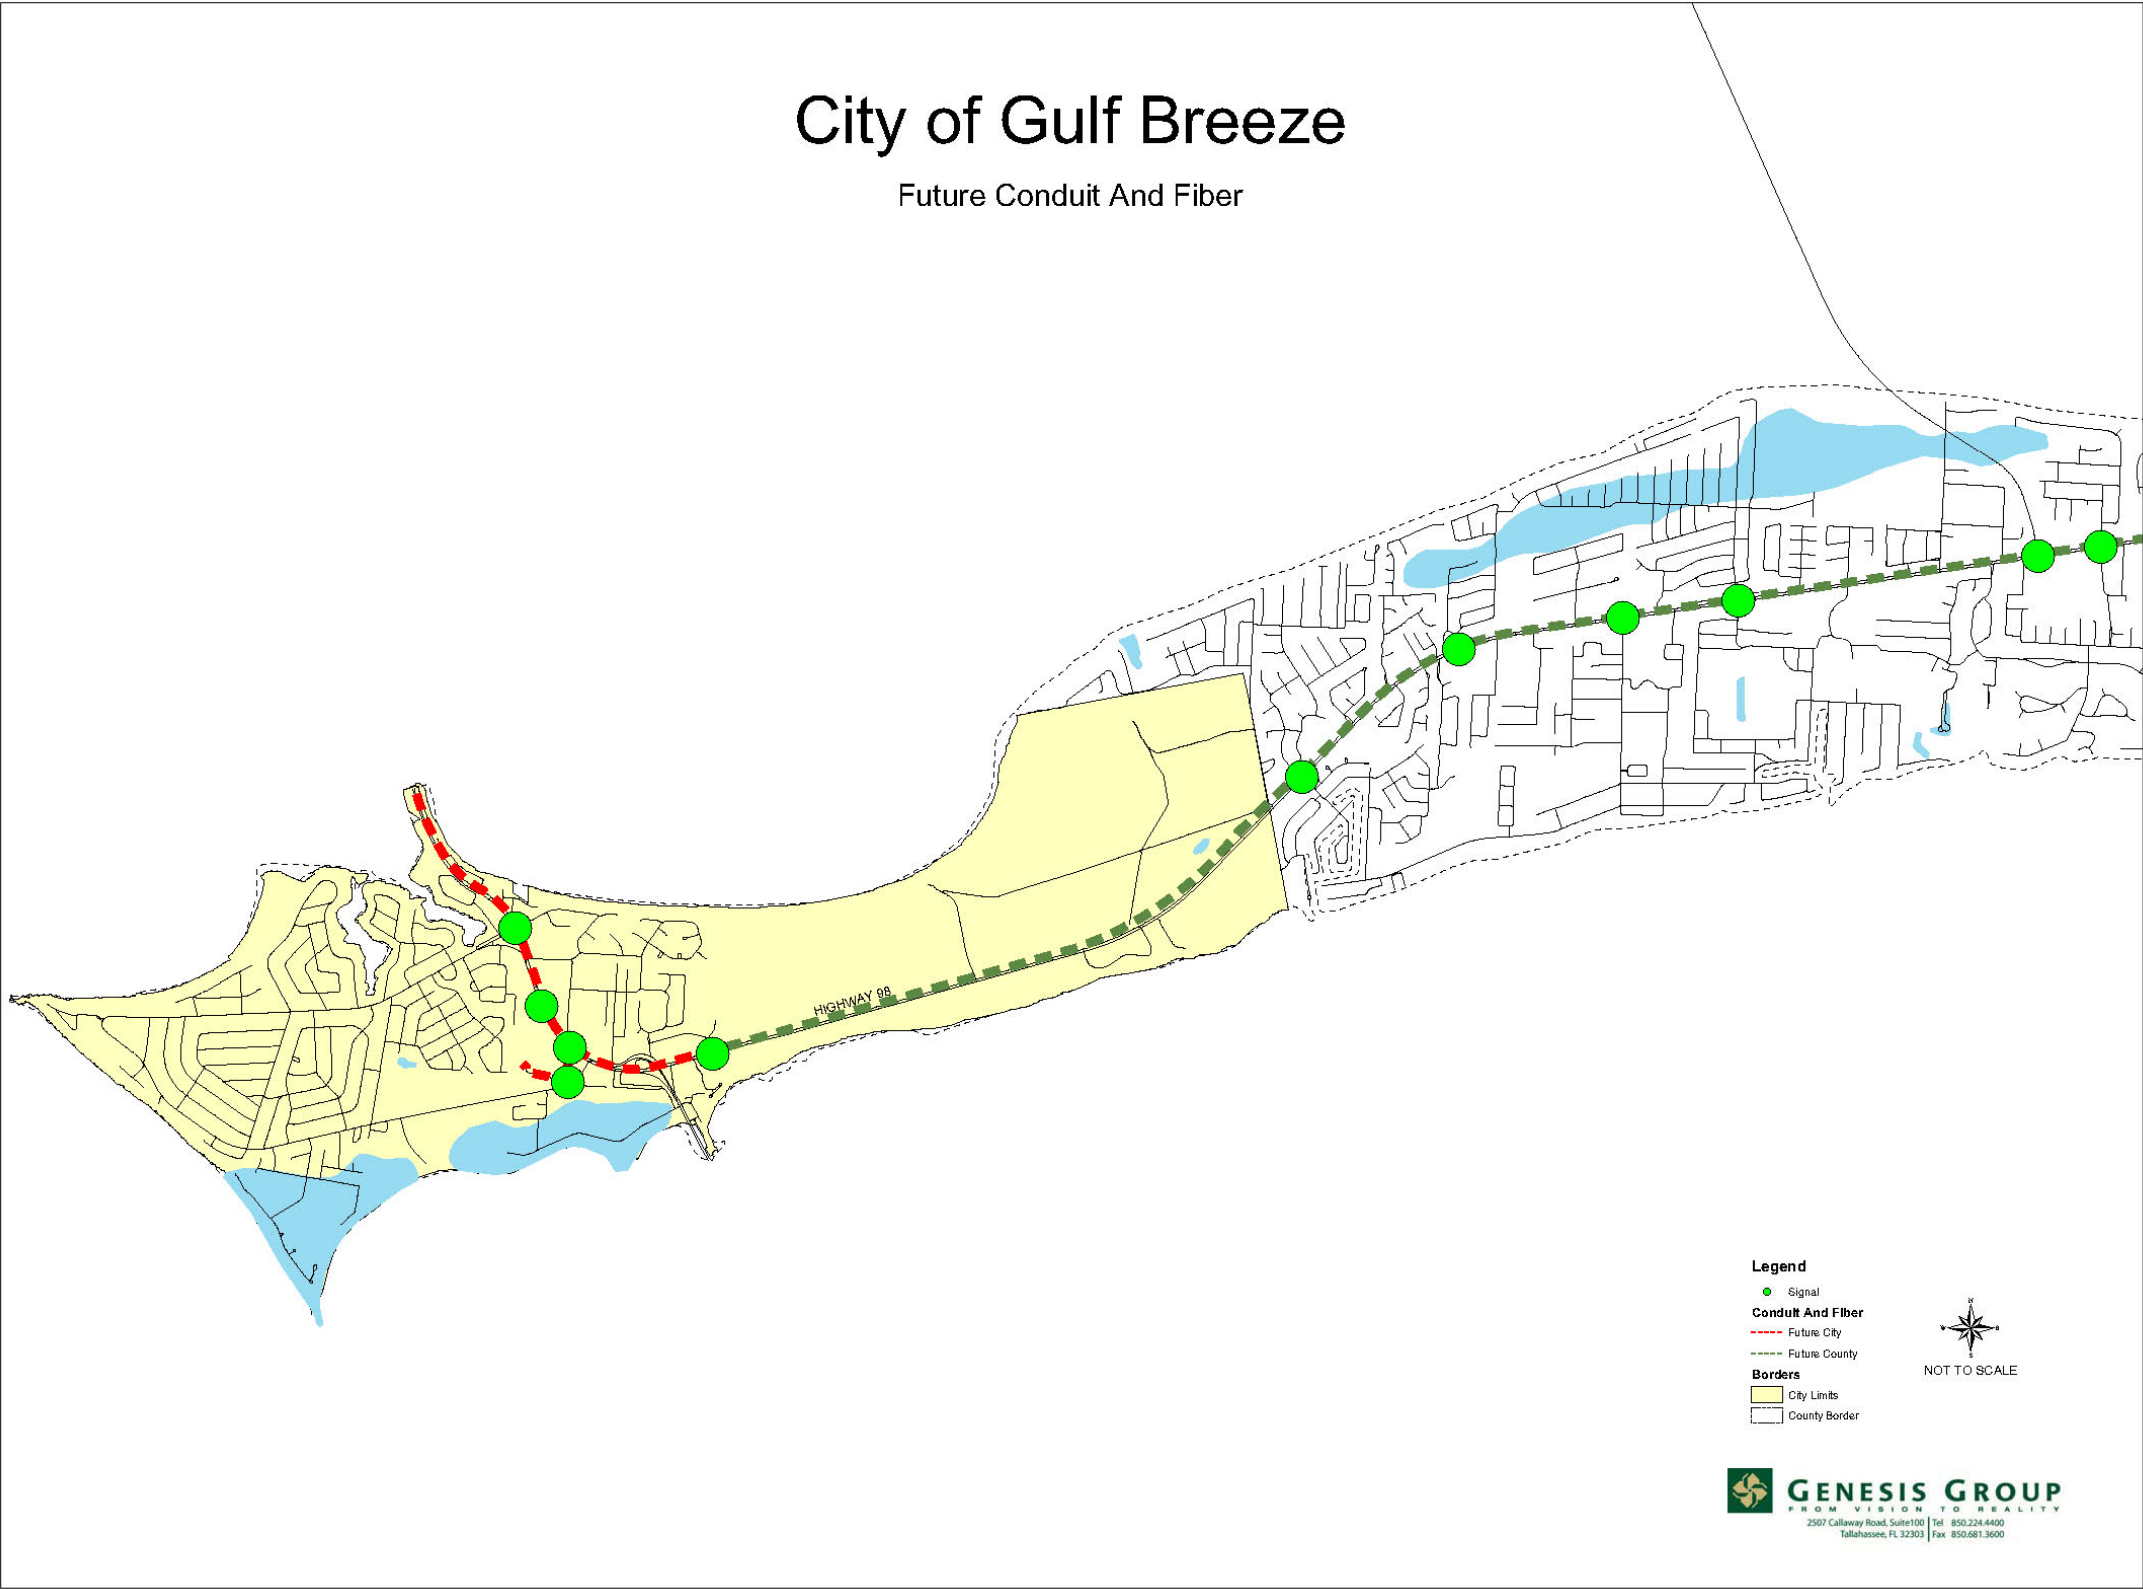 City of Gulf Breeze
Future Conduit And Fiber
HIGHWAY 98
Legend
Signal
Conduit And Fiber
Future City
Future County
Borders
City Limits
County Border
N
W
E
S
NOT TO SCALE
GENESIS GROUP
FROM VISION TO REALITY
2507 Callaway Road, Suite100 | Tel 850.224.4400
Tallahassee, FL 32303 | Fax 850.681.3600